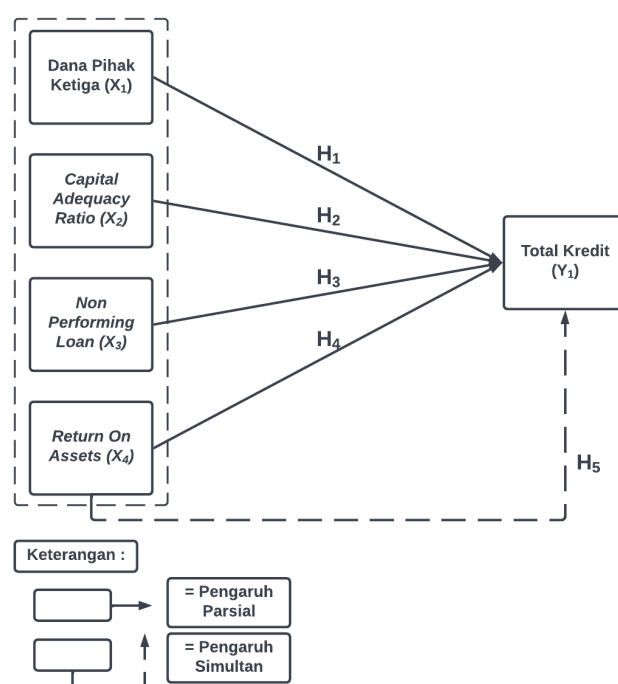 Dana Pihak
Ketiga (X₁)
H₁
Capital
Adequacy
Ratio (X₂)
H₂
Total Kredit
(Y₁)
Non
Performing
Loan (X₃)
H₃
H₄
Return On
Assets (X₄)
H₅
Keterangan :
= Pengaruh
Parsial
= Pengaruh
Simultan